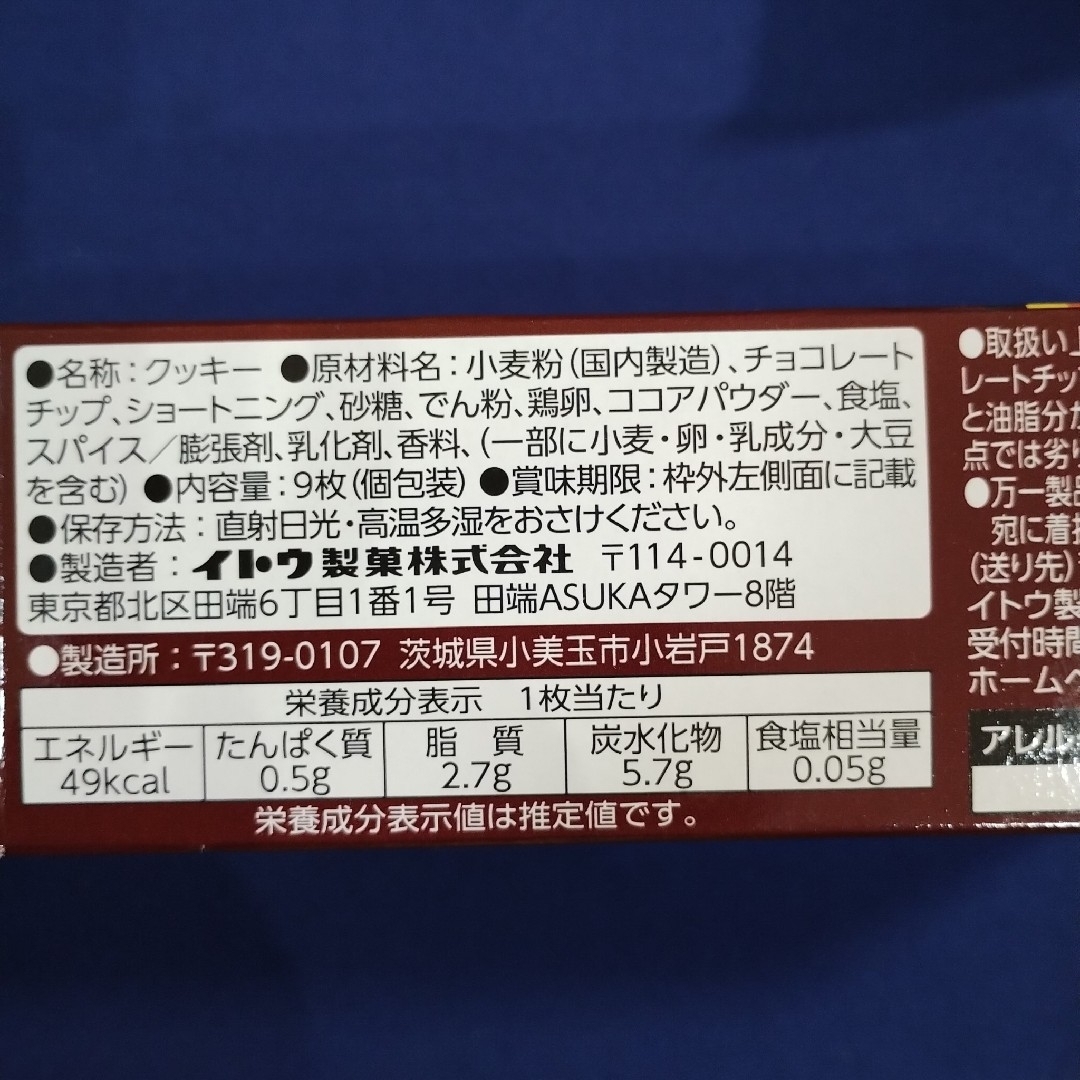 ●名称：クッキー ●原材料名：小麦粉（国内製造）、チョコレート
チップ、ショートニング、砂糖、でん粉、鶏卵、ココアパウダー、食塩、
スパイス／膨張剤、乳化剤、香料、（一部に小麦・卵・乳成分・大豆
を含む） ●内容量：9枚（個包装） ●賞味期限：枠外左側面に記載
●保存方法：直射日光・高温多湿をおさけください。
●製造者：イトウ製菓株式会社 〒114-0014
東京都北区田端6丁目1番1号 田端ASUKAタワー8階
●製造所：〒319-0107 茨城県小美玉市小岩戸1874
栄養成分表示 1枚当たり
エネルギー たんぱく質 脂 質 炭水化物 食塩相当量
49kcal 0.5g 2.7g 5.7g 0.05g
栄養成分表示値は推定値です。
●取扱い
レートチッ
と油脂分
点では劣り
●万一製品
宛に着払
(送り先)
イトウ製
受付時間
ホームペ
アレル